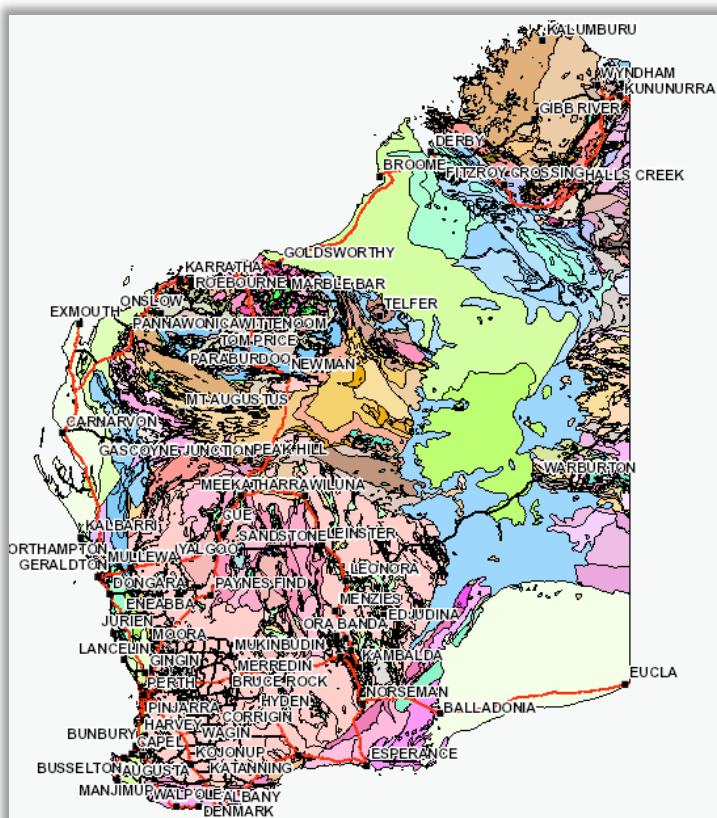 KALUMBURU
WYNDHAM
KUNUNURRA
GIBB RIVER
DERBY
BROOME
FITZROY CROSSING
HALLS CREEK
GOLDSWORTHY
KARRATHA
ROEBOURNE
MARBLE BAR
ONSLOW
TELFER
EXMOUTH
PANNAWONICA
WITTENOOM
TOM PRICE
PARABURDOO
NEWMAN
MT AUGUSTUS
CARNARVON
GASCOYNE JUNCTION
PEAK HILL
WARBURTON
MEEKATHARRA
WILUNA
CUE
KALBARRI
SANDSTONE
LEINSTER
ORTHAMPTON
MULLEWA
YALGOO
GERALDTON
LEONORA
DONGARA
PAYNES FIND
ENEABBA
MENZIES
EDJUDINA
JURIEN
ORA BANDA
MOORA
LANCELIN
MUKINBUDIN
KAMBALDA
GINGIN
MERREDIN
EUCLA
PERTH
BRUCE ROCK
NORSEMAN
PINJARRA
HYDEN
BALLADONIA
HARVEY
CORRIGIN
BUNBURY
WAGIN
CAPEL
KOJONUP
ESPERANCE
BUSSELTON
AUGUSTA
KATANNING
MANJIMUP
WALPOLE
ALBANY
DENMARK